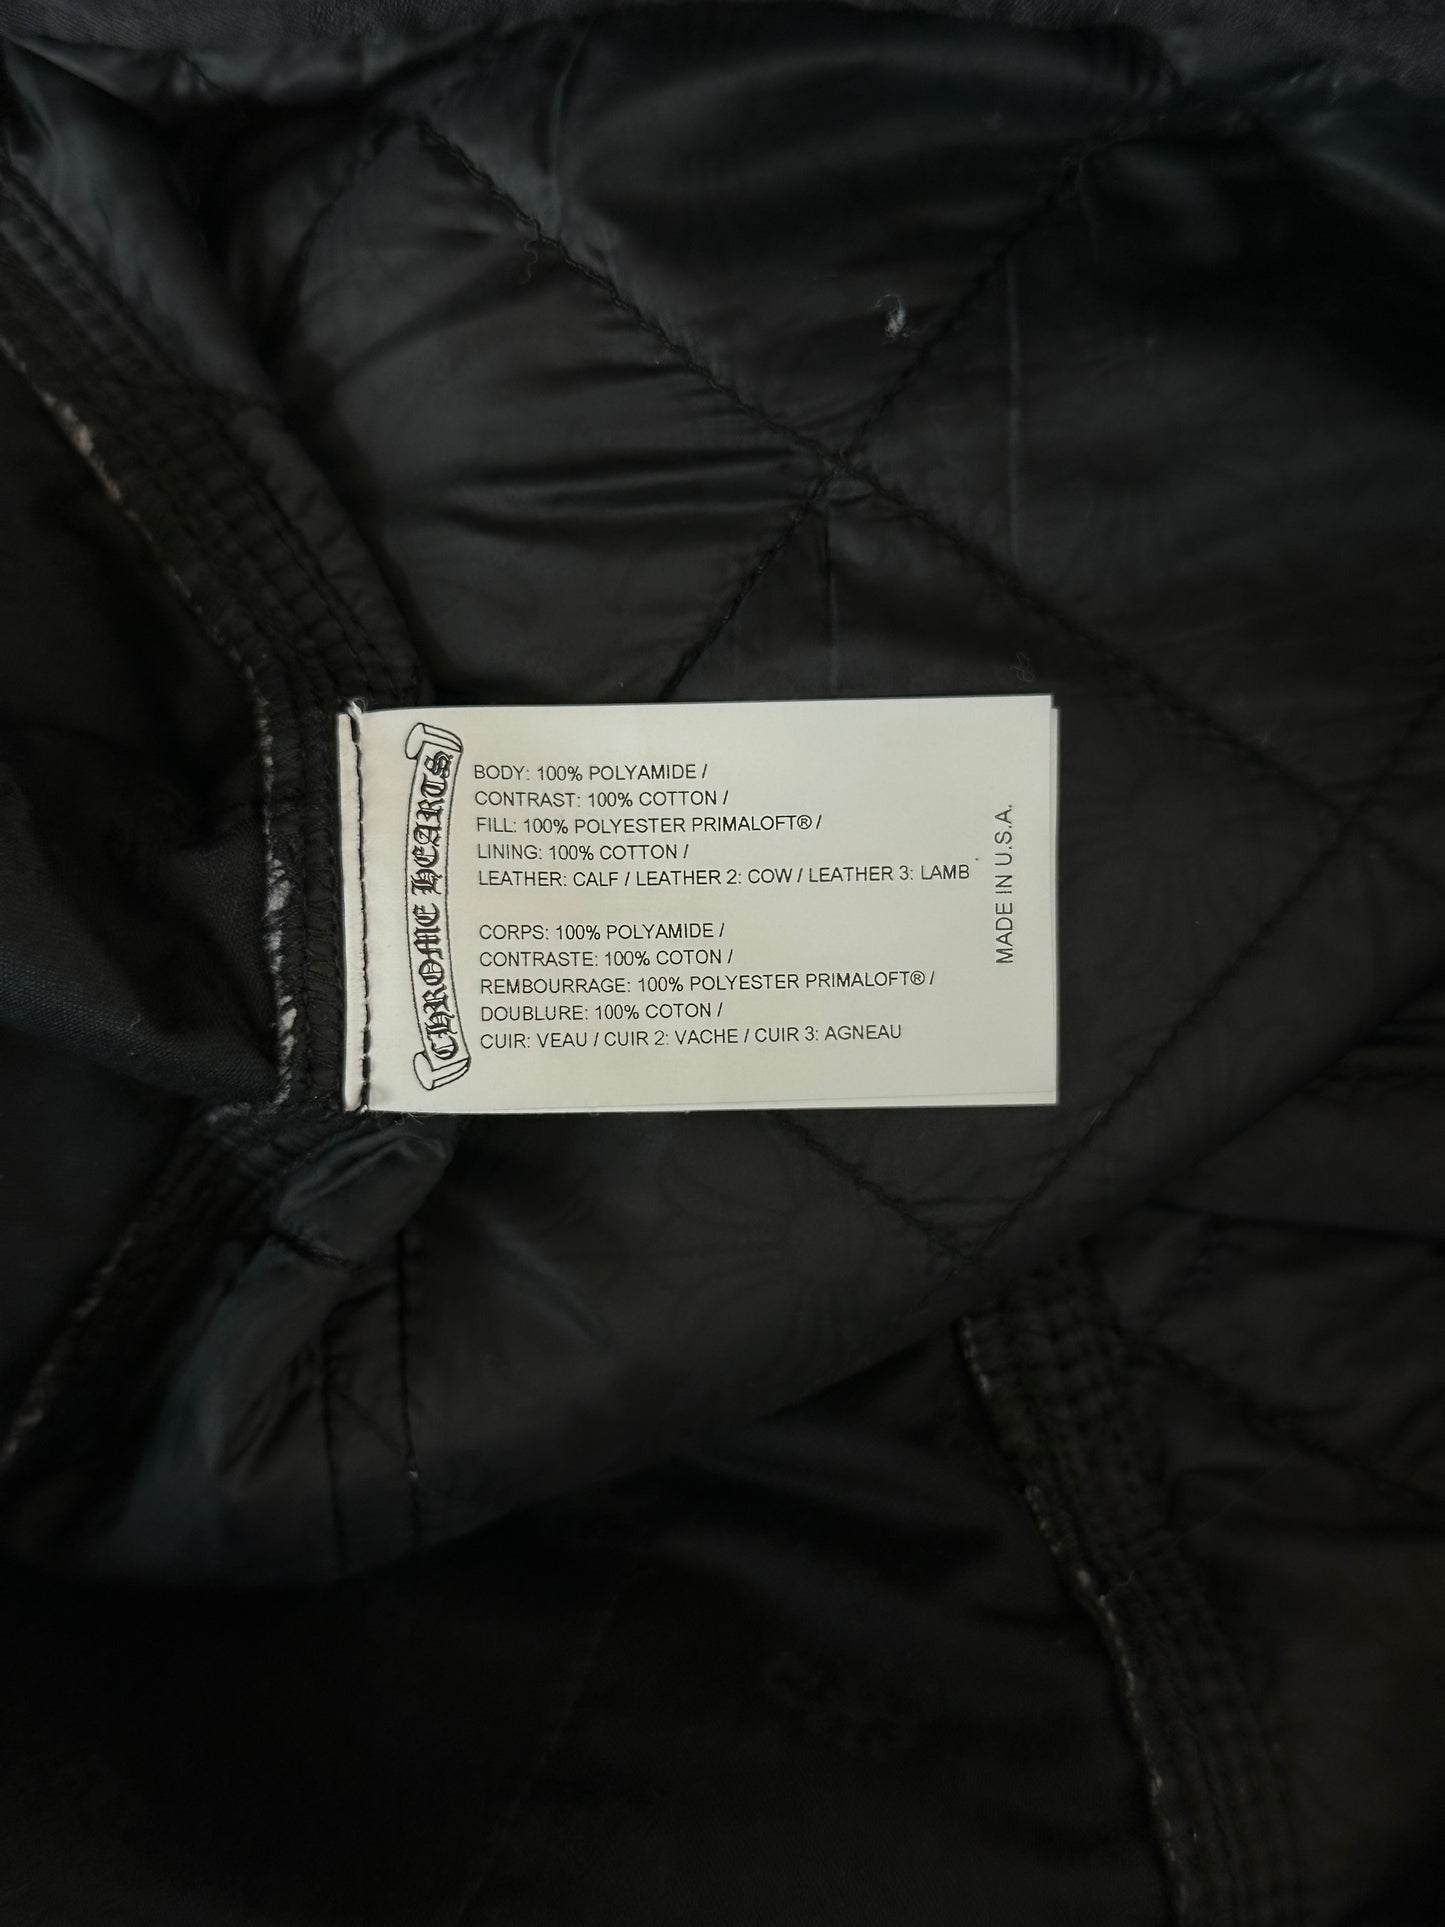 CHROME HEARTS
BODY: 100% POLYAMIDE /
CONTRAST: 100% COTTON /
FILL: 100% POLYESTER PRIMALOFT® /
LINING: 100% COTTON /
LEATHER: CALF / LEATHER 2: COW / LEATHER 3: LAMB
CORPS: 100% POLYAMIDE /
CONTRASTE: 100% COTON /
REMBOURRAGE: 100% POLYESTER PRIMALOFT® /
DOUBLURE: 100% COTON /
CUIR: VEAU / CUIR 2: VACHE / CUIR 3: AGNEAU
MADE IN U.S.A.